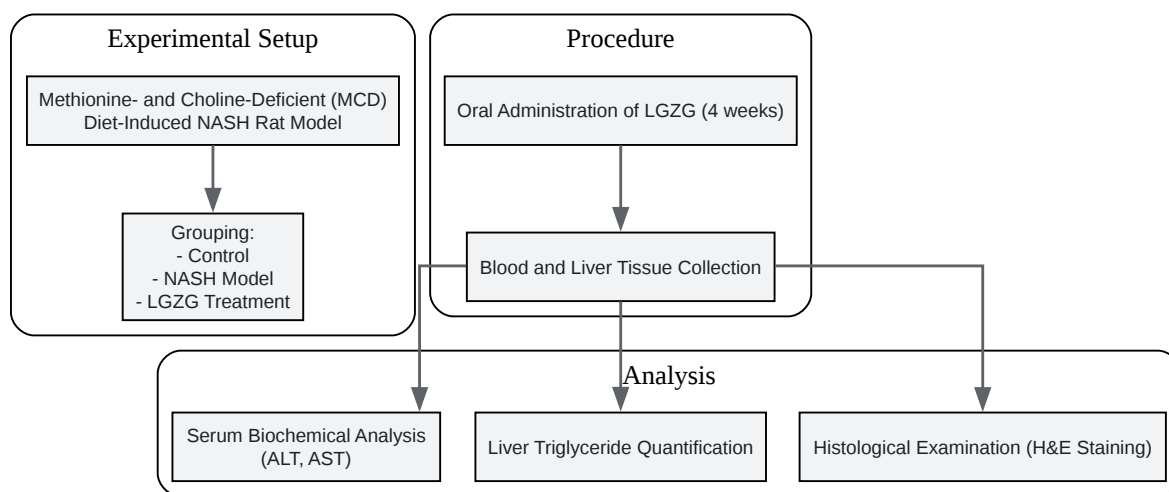 Experimental Setup
Methionine- and Choline-Deficient (MCD)
Diet-Induced NASH Rat Model
Grouping:
- Control
- NASH Model
- LGZG Treatment
Procedure
Oral Administration of LGZG (4 weeks)
Blood and Liver Tissue Collection
Analysis
Serum Biochemical Analysis
(ALT, AST)
Liver Triglyceride Quantification
Histological Examination (H&E Staining)